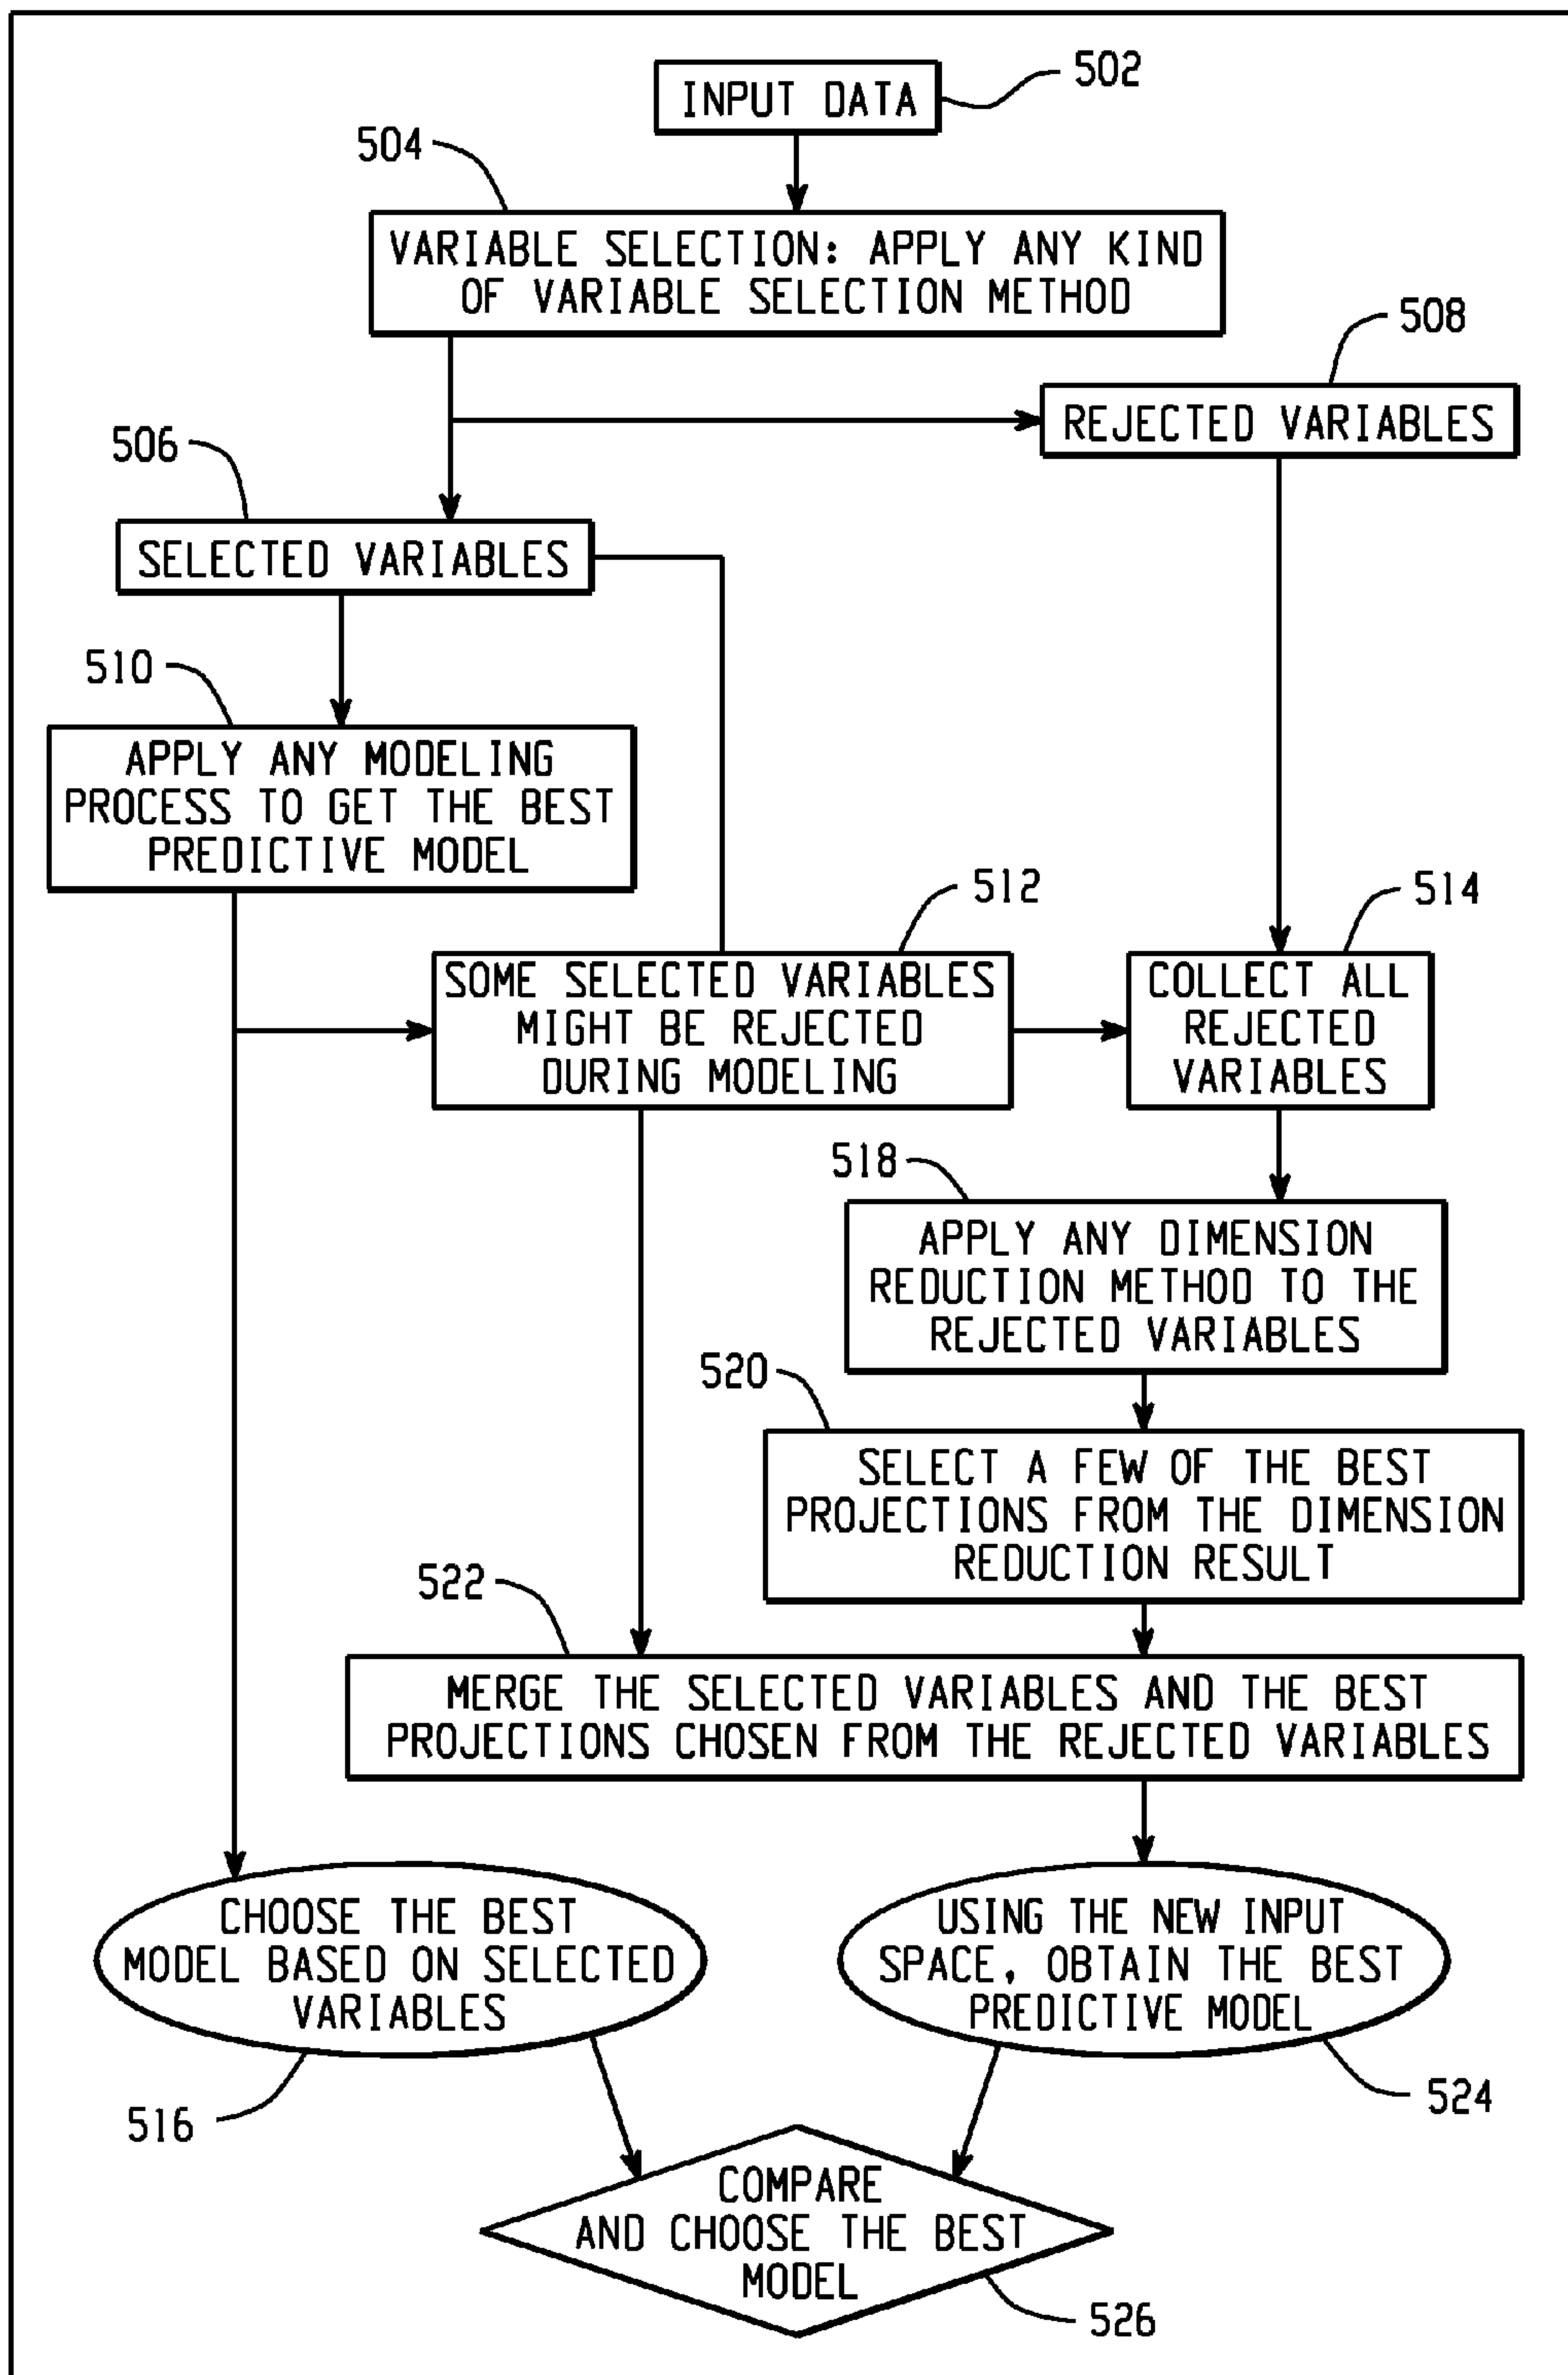 INPUT DATA
502
504
VARIABLE SELECTION: APPLY ANY KIND
OF VARIABLE SELECTION METHOD
508
REJECTED VARIABLES
506
SELECTED VARIABLES
510
APPLY ANY MODELING
PROCESS TO GET THE BEST
PREDICTIVE MODEL
512
SOME SELECTED VARIABLES
MIGHT BE REJECTED
DURING MODELING
514
COLLECT ALL
REJECTED
VARIABLES
518
APPLY ANY DIMENSION
REDUCTION METHOD TO THE
REJECTED VARIABLES
520
SELECT A FEW OF THE BEST
PROJECTIONS FROM THE DIMENSION
REDUCTION RESULT
522
MERGE THE SELECTED VARIABLES AND THE BEST
PROJECTIONS CHOSEN FROM THE REJECTED VARIABLES
CHOOSE THE BEST
MODEL BASED ON SELECTED
VARIABLES
516
USING THE NEW INPUT
SPACE, OBTAIN THE BEST
PREDICTIVE MODEL
524
COMPARE
AND CHOOSE THE BEST
MODEL
526